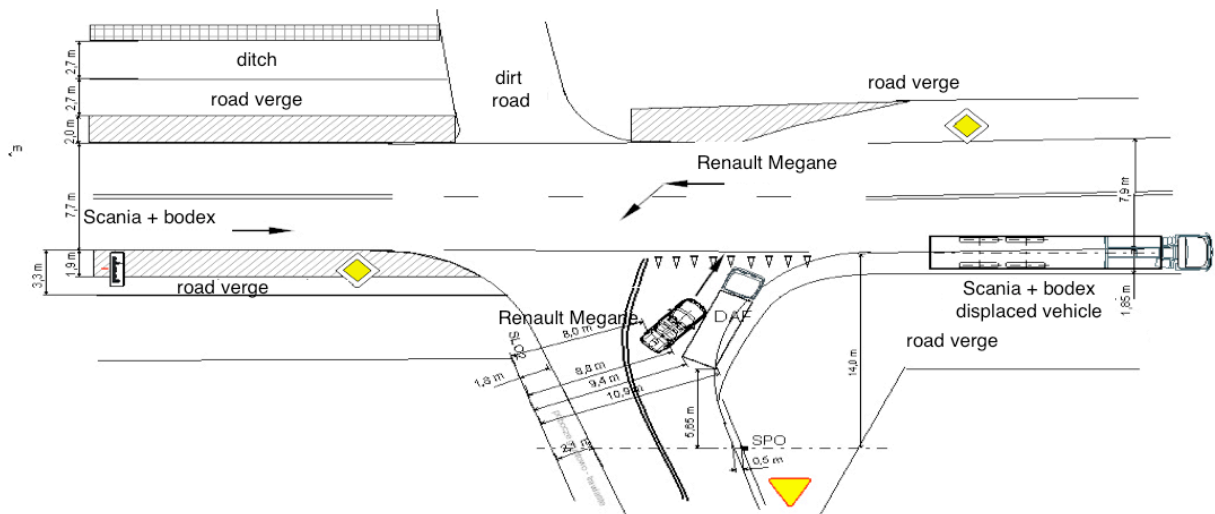 ditch
road verge
dirt
road
road verge
2,7 m
2,7 m
2,0 m
7,7 m
3,3 m
1,9 m
Renault Megane
7,9 m
Scania + bodex
road verge
Renault Megane
DAF
8,0 m
SLO2
1,8 m
8,8 m
9,4 m
10,9 m
5,65 m
14,0 m
1,85 m
Scania + bodex
displaced vehicle
road verge
SPO
0,5 m